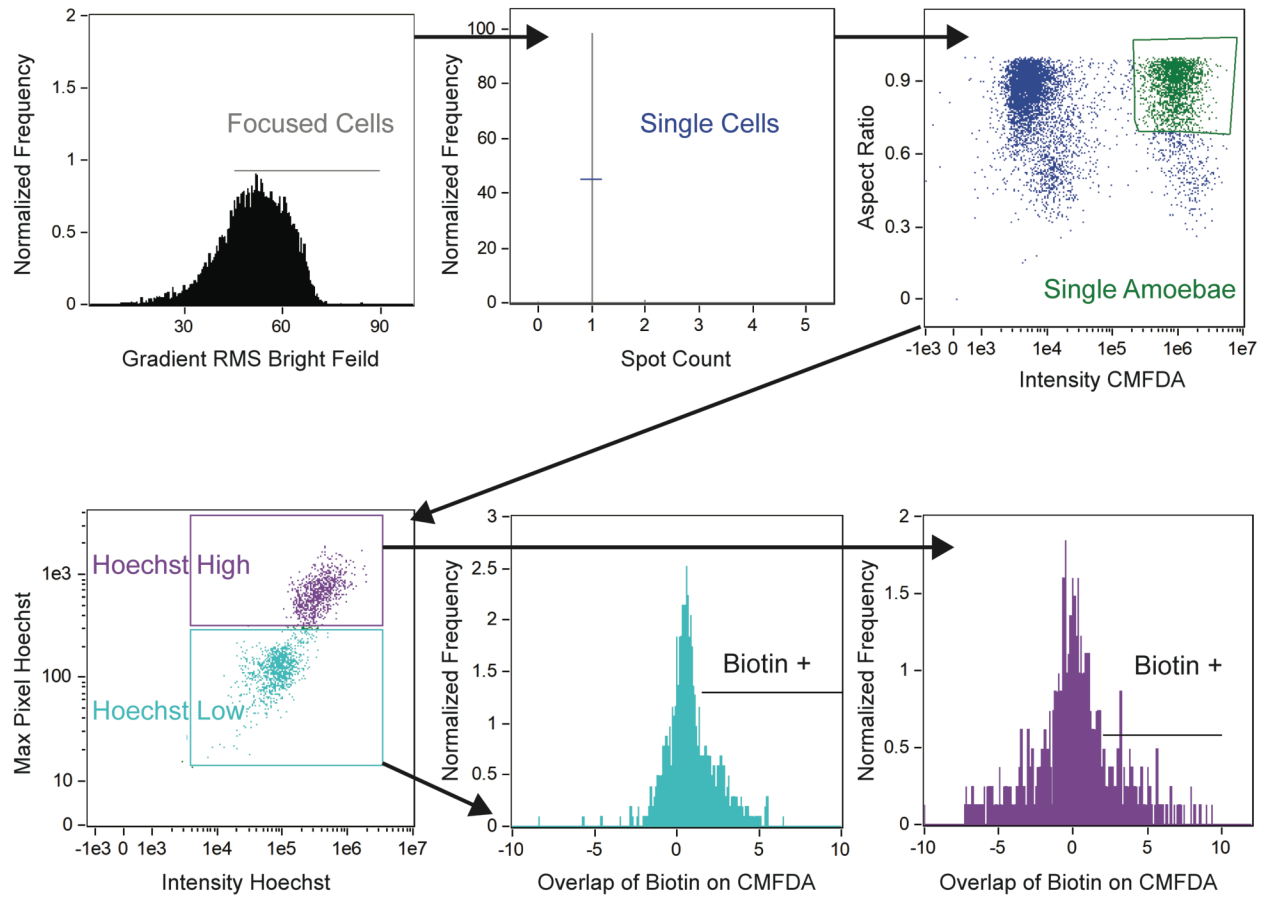 Normalized Frequency
2
1.5
1
0.5
0
Focused Cells
30 60 90
Gradient RMS Bright Feild
Normalized Frequency
100
80
60
40
20
0
Single Cells
0 1 2 3 4 5
Spot Count
Aspect Ratio
0.9
0.6
0.3
0
Single Amoebae
-1e3 0 1e3 1e4 1e5 1e6 1e7
Intensity CMFDA
Max Pixel Hoechst
1e3
100
10
0
Hoechst High
Hoechst Low
-1e3 0 1e3 1e4 1e5 1e6 1e7
Intensity Hoechst
Normalized Frequency
3
2.5
2
1.5
1
0.5
0
Biotin +
-10 -5 0 5 10
Overlap of Biotin on CMFDA
Normalized Frequency
2
1.5
1
0.5
0
Biotin +
-10 -5 0 5 10
Overlap of Biotin on CMFDA